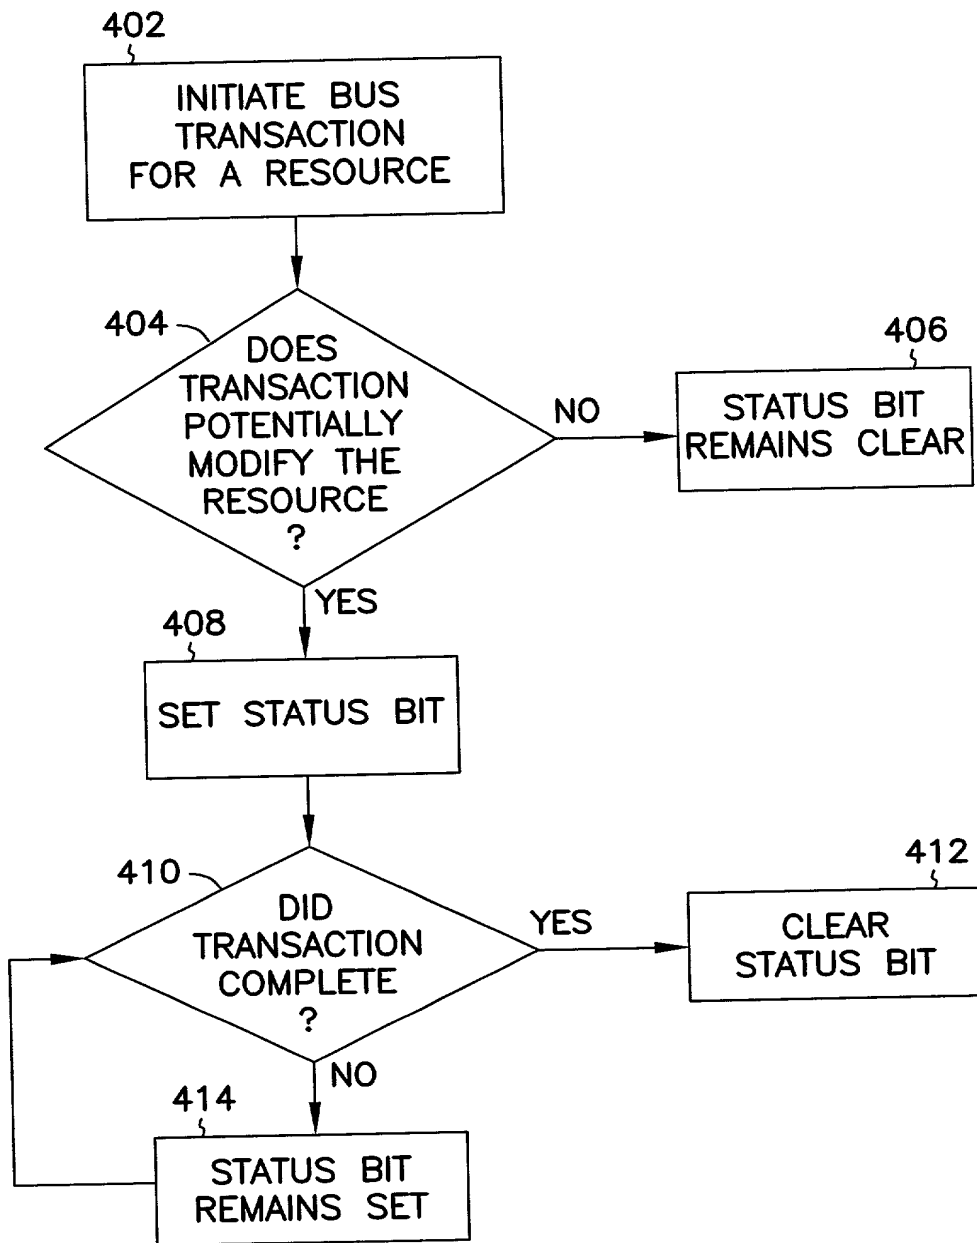 402
INITIATE BUS
TRANSACTION
FOR A RESOURCE
404
DOES
TRANSACTION
POTENTIALLY
MODIFY THE
RESOURCE
?
NO
406
STATUS BIT
REMAINS CLEAR
YES
408
SET STATUS BIT
410
DID
TRANSACTION
COMPLETE
?
YES
412
CLEAR
STATUS BIT
NO
414
STATUS BIT
REMAINS SET